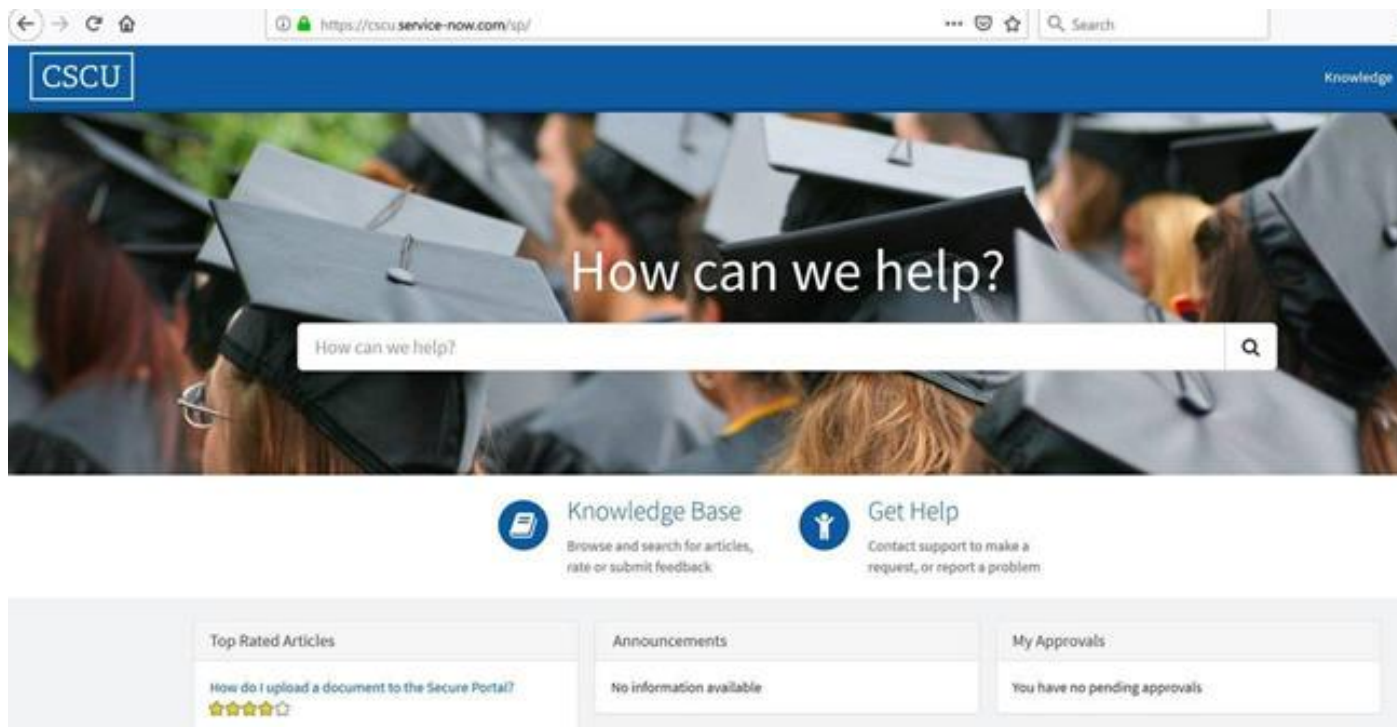 https://cscu.service-now.com/sp/
Search
CSCU
Knowledge
How can we help?
How can we help?
Knowledge Base
Browse and search for articles,
rate or submit feedback
Get Help
Contact support to make a
request, or report a problem
Top Rated Articles
How do I upload a document to the Secure Portal?
Announcements
No information available
My Approvals
You have no pending approvals